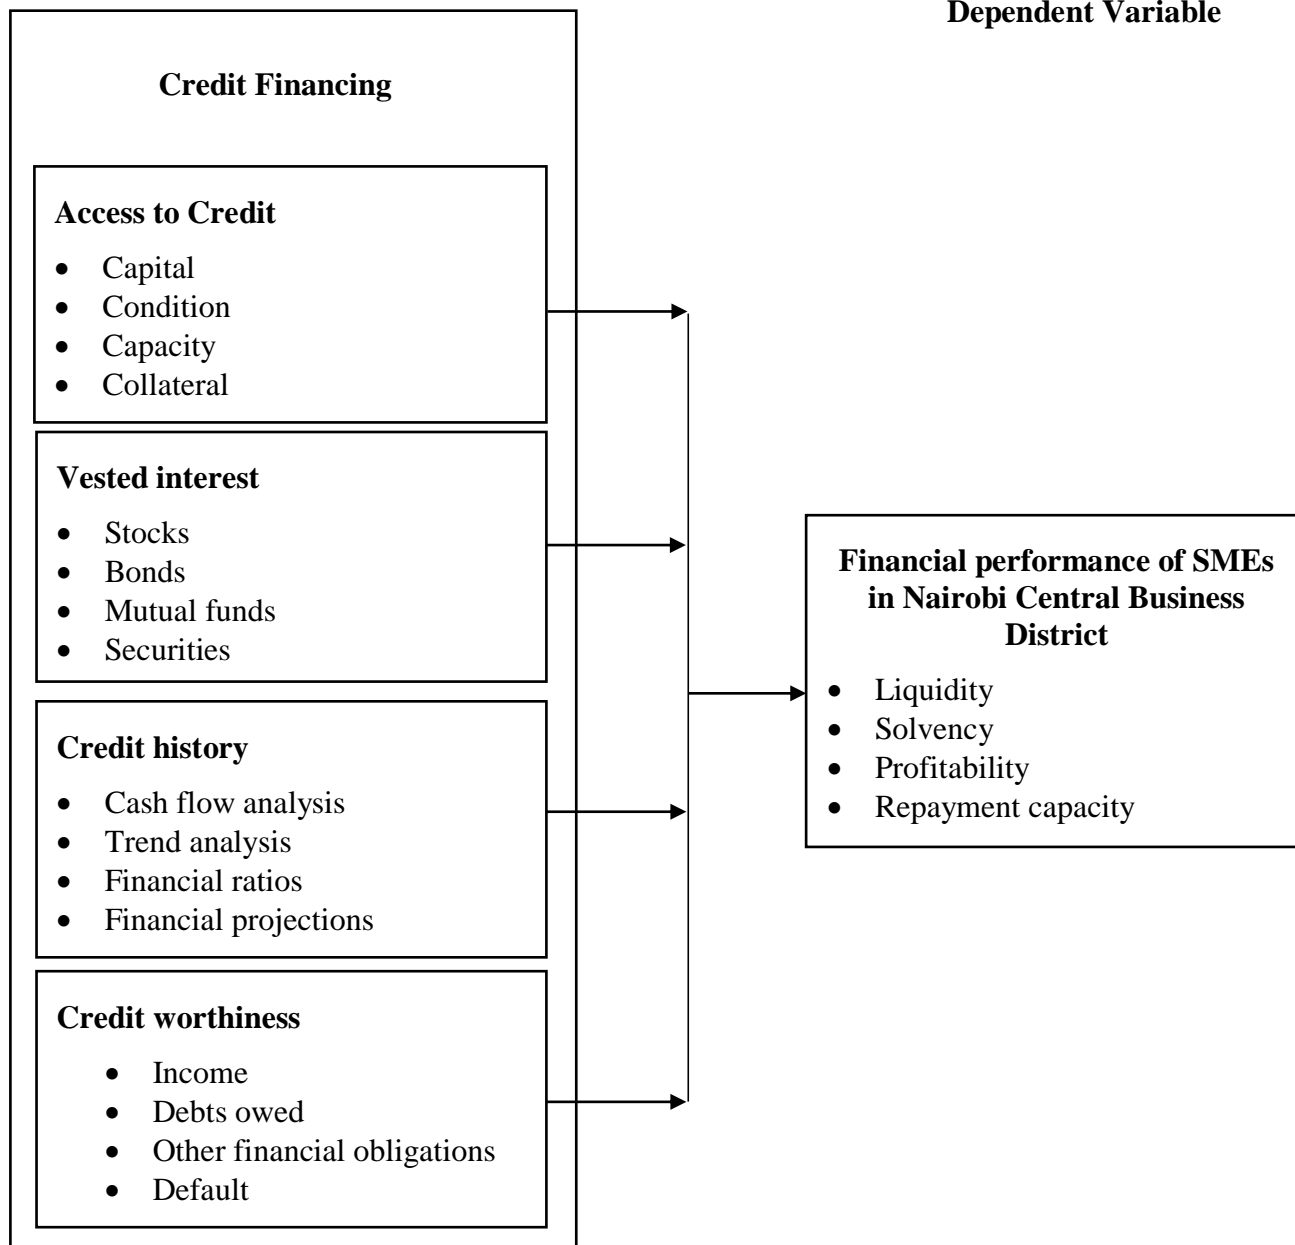 Dependent Variable
Credit Financing
Access to Credit
• Capital
• Condition
• Capacity
• Collateral
Vested interest
• Stocks
• Bonds
• Mutual funds
• Securities
Credit history
• Cash flow analysis
• Trend analysis
• Financial ratios
• Financial projections
Credit worthiness
• Income
• Debts owed
• Other financial obligations
• Default
Financial performance of SMEs
in Nairobi Central Business
District
• Liquidity
• Solvency
• Profitability
• Repayment capacity